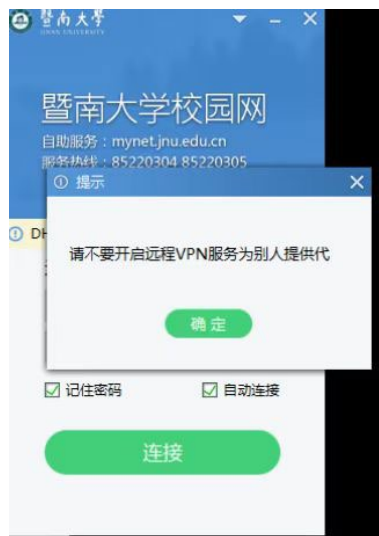 暨南大学
JINAN UNIVERSITY
暨南大学校园网
自助服务：mynet.jnu.edu.cn
服务热线：85220304 85220305
提示
DH
请不要开启远程VPN服务为别人提供代
确定
记住密码
自动连接
连接